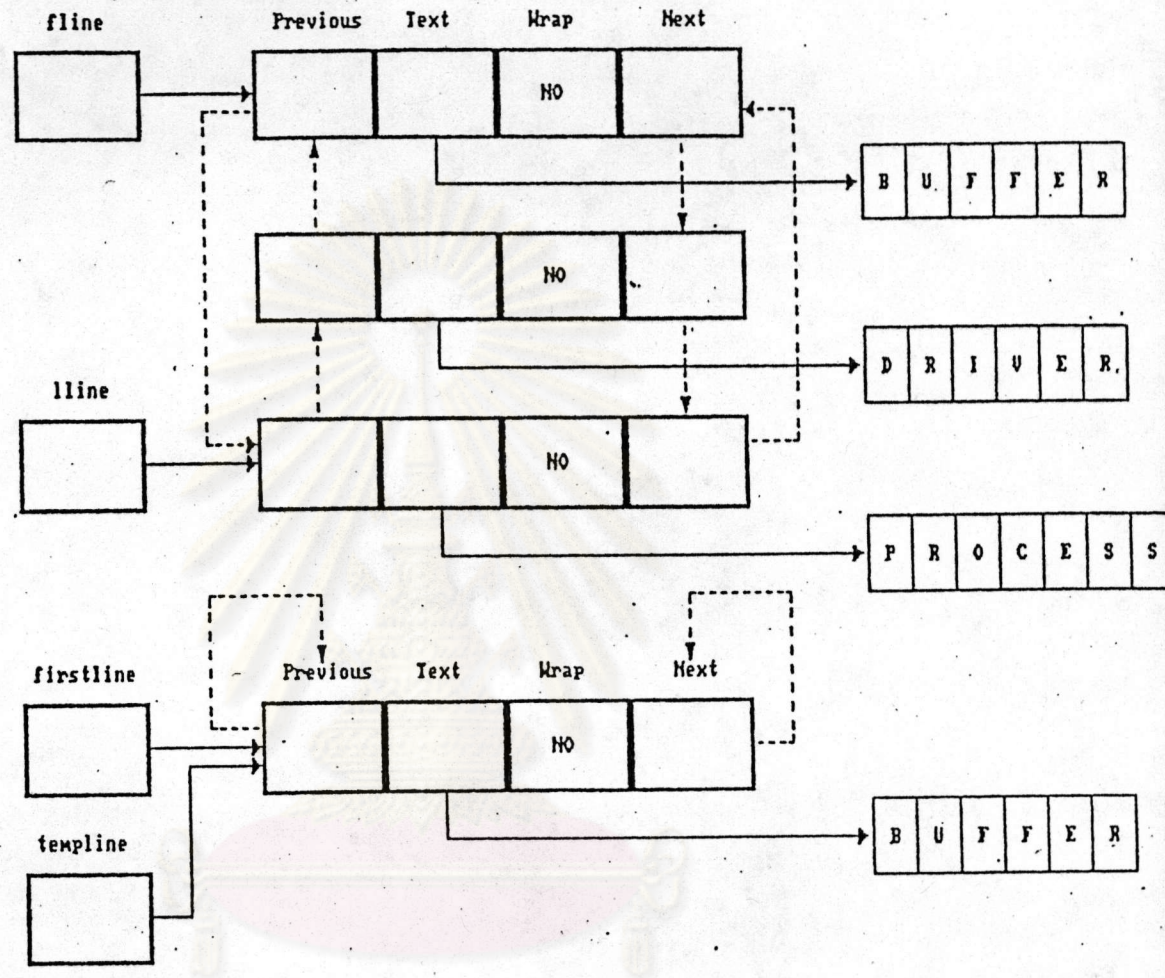 fline Previous Text Wrap Next
NO
B U F F E R
NO
D R I V E R
lline
NO
P R O C E S S
Previous Text Wrap Next
firstline
NO
B U F F E R
templine